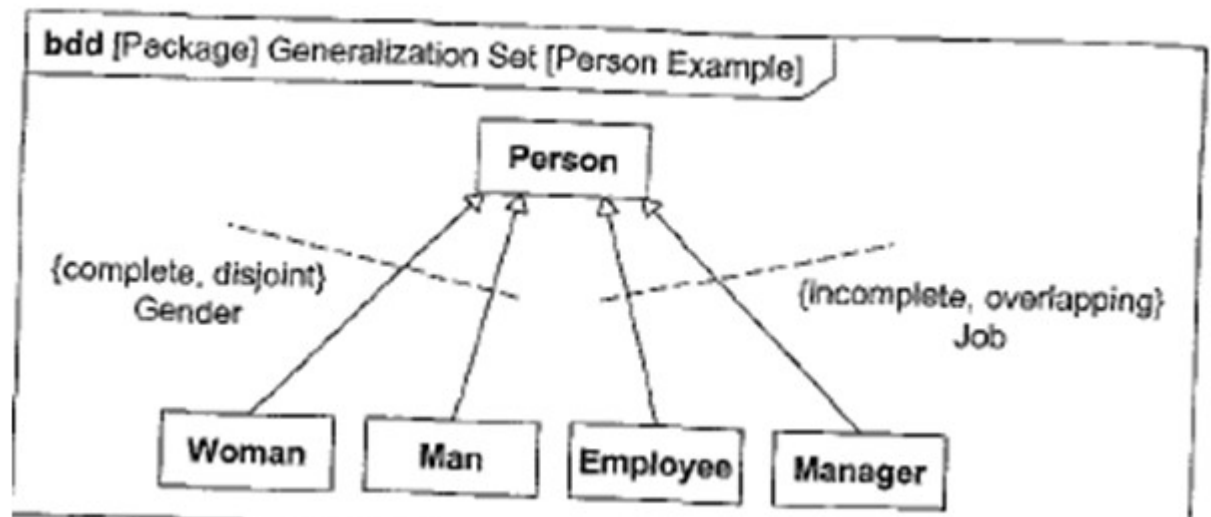 bdd [Package] Generalization Set [Person Example]
Person
{complete, disjoint}
Gender
{incomplete, overlapping}
Job
Woman
Man
Employee
Manager